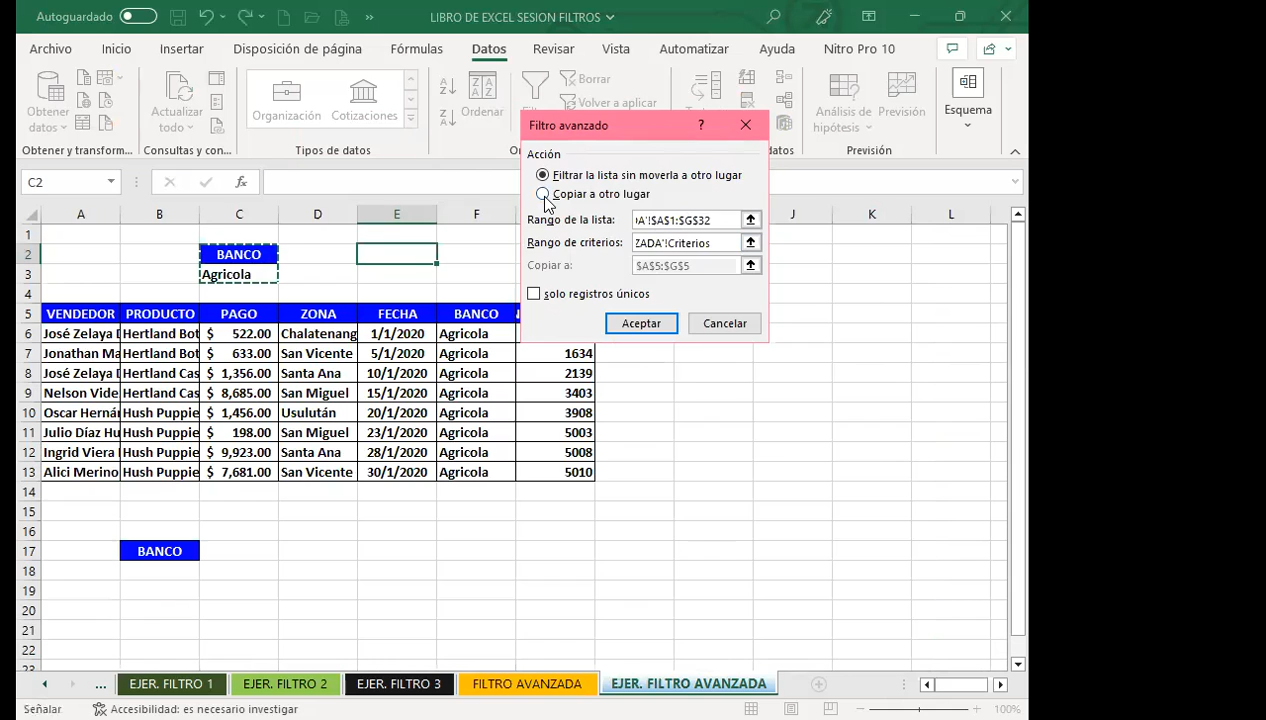 Autoguardado
LIBRO DE EXCEL SESION FILTROS
Archivo Inicio Insertar Disposición de página Fórmulas Datos Revisar Vista Automatizar Ayuda Nitro Pro 10
Obtener datos
Actualizar todo
Organización
Cotizaciones
Ordenar
Borrar
Volver a aplicar
Análisis de hipótesis
Previsión
Esquema
Obtener y transform...
Consultas y con...
Tipos de datos
Previsión
C2
fx
Filtro avanzado
?
Acción
Filtrar la lista sin moverla a otro lugar
Copiar a otro lugar
Rango de la lista: A'!$A$1:$G$32
Rango de criterios: ZADA'!Criterios
Copiar a: $A$5:$G$5
Solo registros únicos
Aceptar Cancelar
A B C D E F J K L
1
2 BANCO
3 Agricola
4
5 VENDEDOR PRODUCTO PAGO ZONA FECHA BANCO
6 José Zelaya D Hertland Bot $ 522.00 Chalatenang 1/1/2020 Agricola
7 Jonathan Ma Hertland Bot $ 633.00 San Vicente 5/1/2020 Agricola 1634
8 José Zelaya D Hertland Cas $ 1,356.00 Santa Ana 10/1/2020 Agricola 2139
9 Nelson Vide Hertland Cas $ 8,685.00 San Miguel 15/1/2020 Agricola 3403
10 Oscar Herná Hush Puppie $ 1,456.00 Usulután 20/1/2020 Agricola 3908
11 Julio Díaz Hu Hush Puppie $ 198.00 San Miguel 23/1/2020 Agricola 5003
12 Ingrid Viera Hush Puppie $ 9,923.00 Santa Ana 28/1/2020 Agricola 5008
13 Alici Merino Hush Puppie $ 7,681.00 San Vicente 30/1/2020 Agricola 5010
14
15
16
17 BANCO
18
19
20
21
22
23
... EJER. FILTRO 1 EJER. FILTRO 2 EJER. FILTRO 3 FILTRO AVANZADA EJER. FILTRO AVANZADA
Señalar Accesibilidad: es necesario investigar 100%